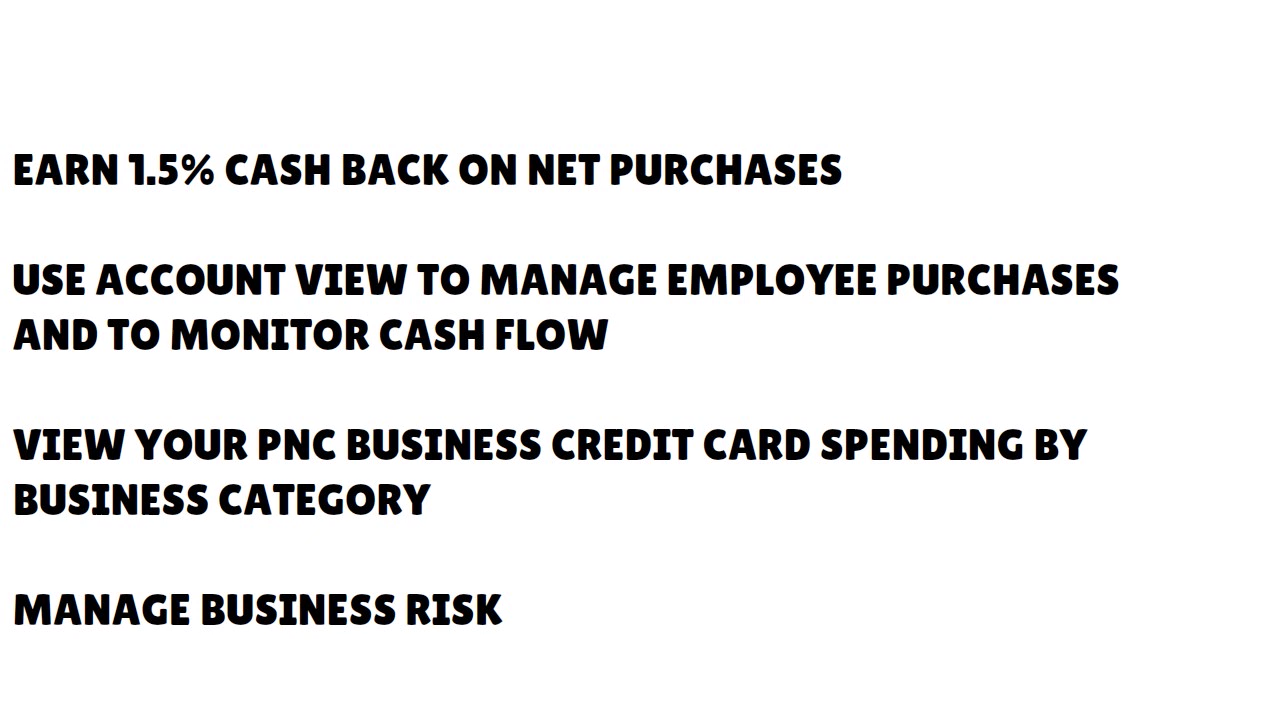 EARN 1.5% CASH BACK ON NET PURCHASES
USE ACCOUNT VIEW TO MANAGE EMPLOYEE PURCHASES
AND TO MONITOR CASH FLOW
VIEW YOUR PNC BUSINESS CREDIT CARD SPENDING BY
BUSINESS CATEGORY
MANAGE BUSINESS RISK